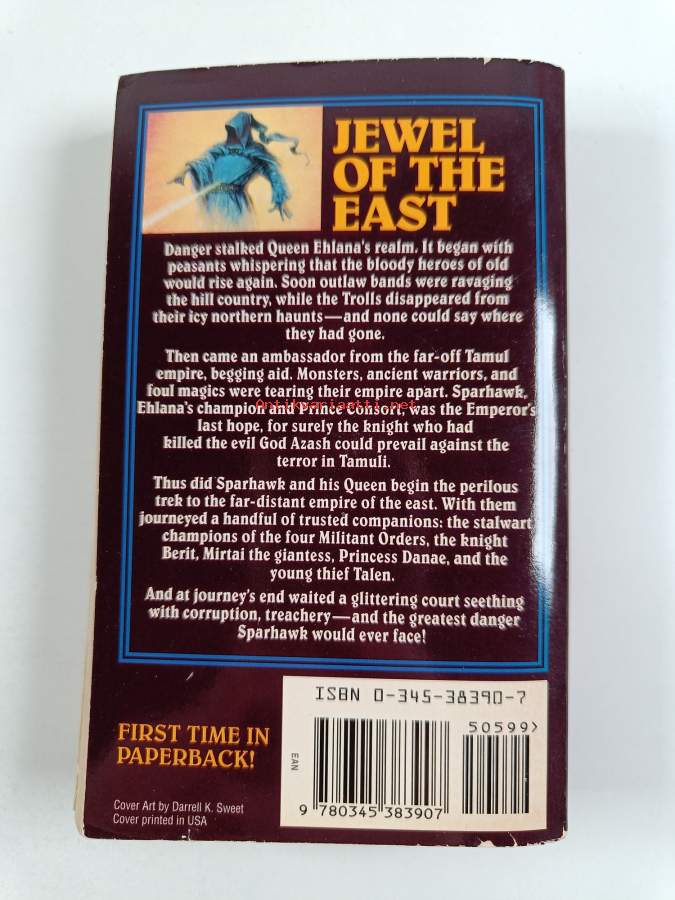 JEWEL
OF THE
EAST
Danger stalked Queen Ehlana's realm. It began with
peasants whispering that the bloody heroes of old
would rise again. Soon outlaw bands were ravaging
the hill country, while the Trolls disappeared from
their icy northern haunts—and none could say where
they had gone.
Then came an ambassador from the far-off Tamul
empire, begging aid. Monsters, ancient warriors, and
foul magics were tearing their empire apart. Sparhawk,
Ehlana's champion and Prince Consort, was the Emperor's
Antikvariaatti.net
last hope, for surely the knight who had
killed the evil God Azash could prevail against the
terror in Tamuli.
Thus did Sparhawk and his Queen begin the perilous
trek to the far-distant empire of the east. With them
journeyed a handful of trusted companions: the stalwart
champions of the four Militant Orders, the knight
Berit, Mirtai the giantess, Princess Danae, and the
young thief Talen.
And at journey's end waited a glittering court seething
with corruption, treachery—and the greatest danger
Sparhawk would ever face!
ISBN 0-345-38390-7
50599>
FIRST TIME IN
PAPERBACK!
EAN
9 780345 383907
Cover Art by Darrell K. Sweet
Cover printed in USA